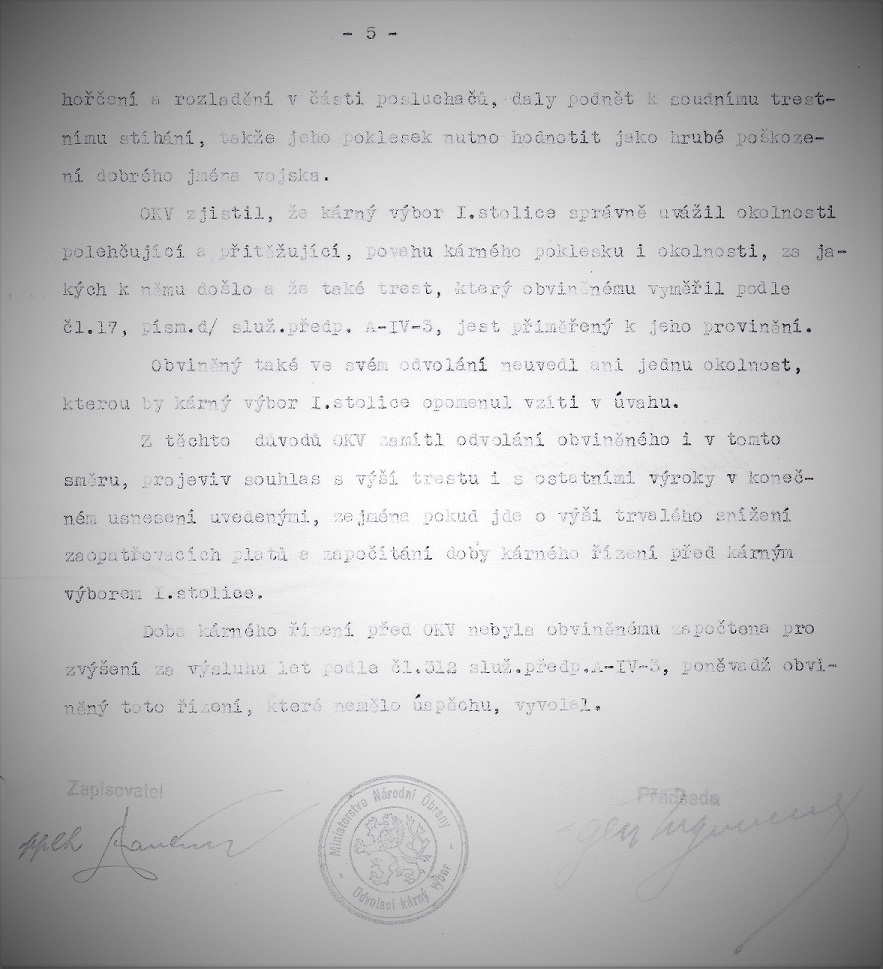 - 5 -
hořčení a rozladění v části posluchačů, daly podnět k soudnímu trest-
nímu stíhání, takže jeho poklesek nutno hodnotit jako hrubé poškoze-
ní dobrého jména vojska.
OKV zjistil, že kárný výbor I.stolice správně uvážil okolnosti
polehčující a přitěžující, povahu kárného poklesku i okolnosti, za ja-
kých k němu došlo a že také trest, který obviněnému vyměřil podle
čl.17, písm.d/ služ.předp. A-IV-3, jest přiměřený k jeho provinění.
Obviněný také ve svém odvolání neuvedl ani jednu okolnost,
kterou by kárný výbor I.stolice opomenul vzíti v úvahu.
Z těchto důvodů OKV zamítl odvolání obviněného i v tomto
směru, projeviv souhlas s výší trestu i s ostatními výroky v koneč-
ném usnesení uvedenými, zejména pokud jde o výši trvalého snížení
zaopatřovacích platů a započítání doby kárného řízení před kárným
výborem I.stolice.
Doba kárného řízení před OKV nebyla obviněnému započtena pro
zvýšení za výsluhu let podle čl.312 služ.předp.A-IV-3, poněvadž obvi-
něný toto řízení, které nemělo úspěchu, vyvolal.
Zapisovatel
Předseda
pplk
gen
Ministerstvo Národní Obrany
- Odvolací kárný výbor -